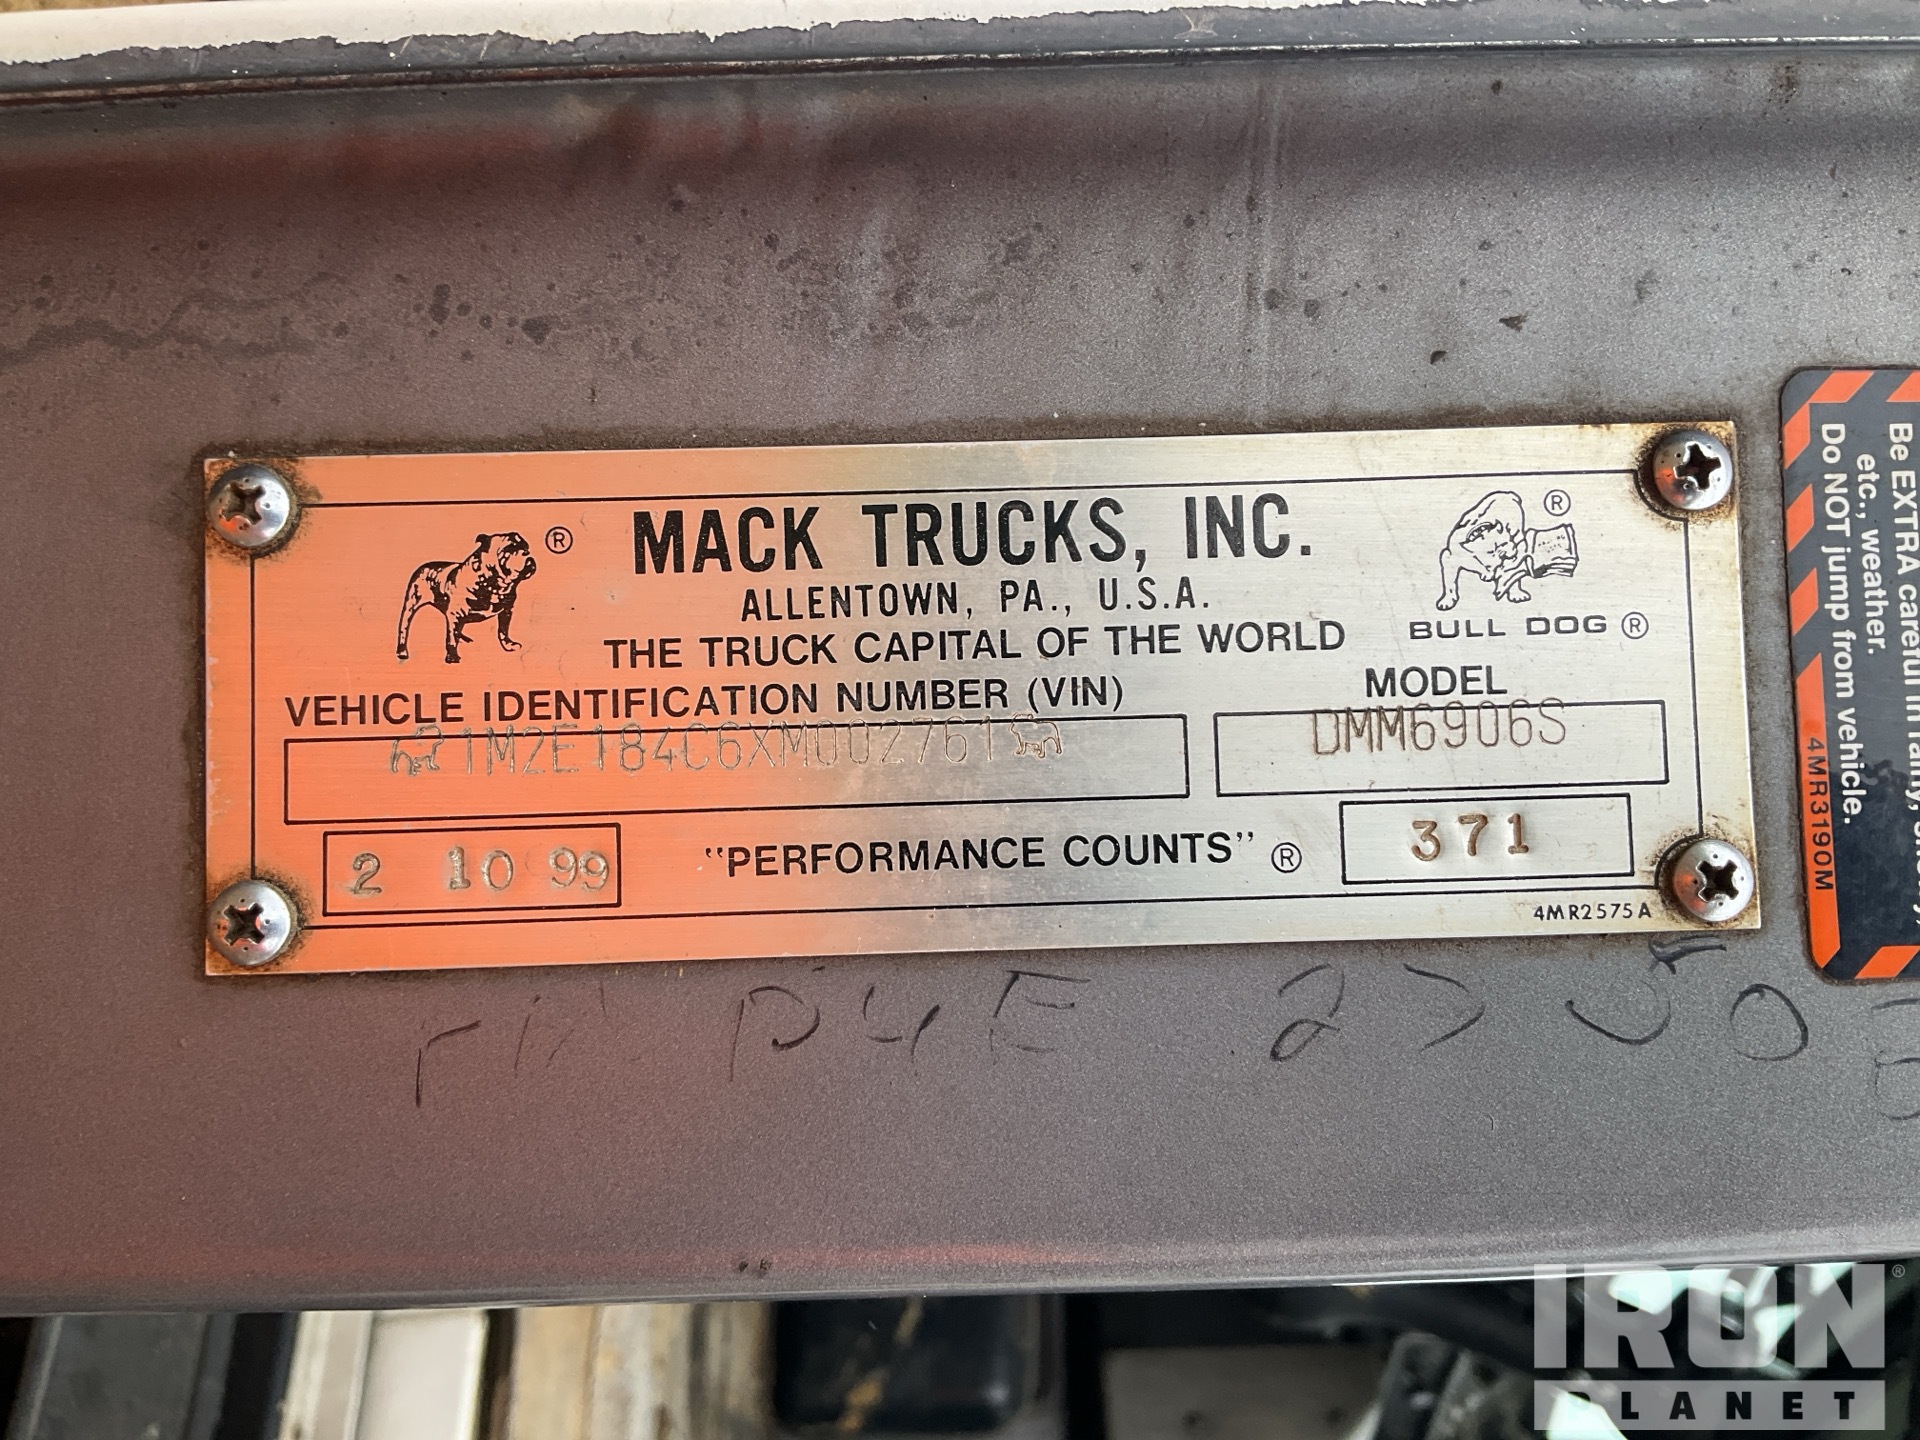 ® MACK TRUCKS, INC. ®
ALLENTOWN, PA., U.S.A.
BULL DOG ®
THE TRUCK CAPITAL OF THE WORLD
VEHICLE IDENTIFICATION NUMBER (VIN)
MODEL
1M2E184C6XM002761
DMM6906S
2 10 99
"PERFORMANCE COUNTS" ®
371
4MR2575A
Be EXTRA careful in rainy,
etc., weather.
Do NOT jump from vehicle.
4MR3190M
IRON ®
PLANET